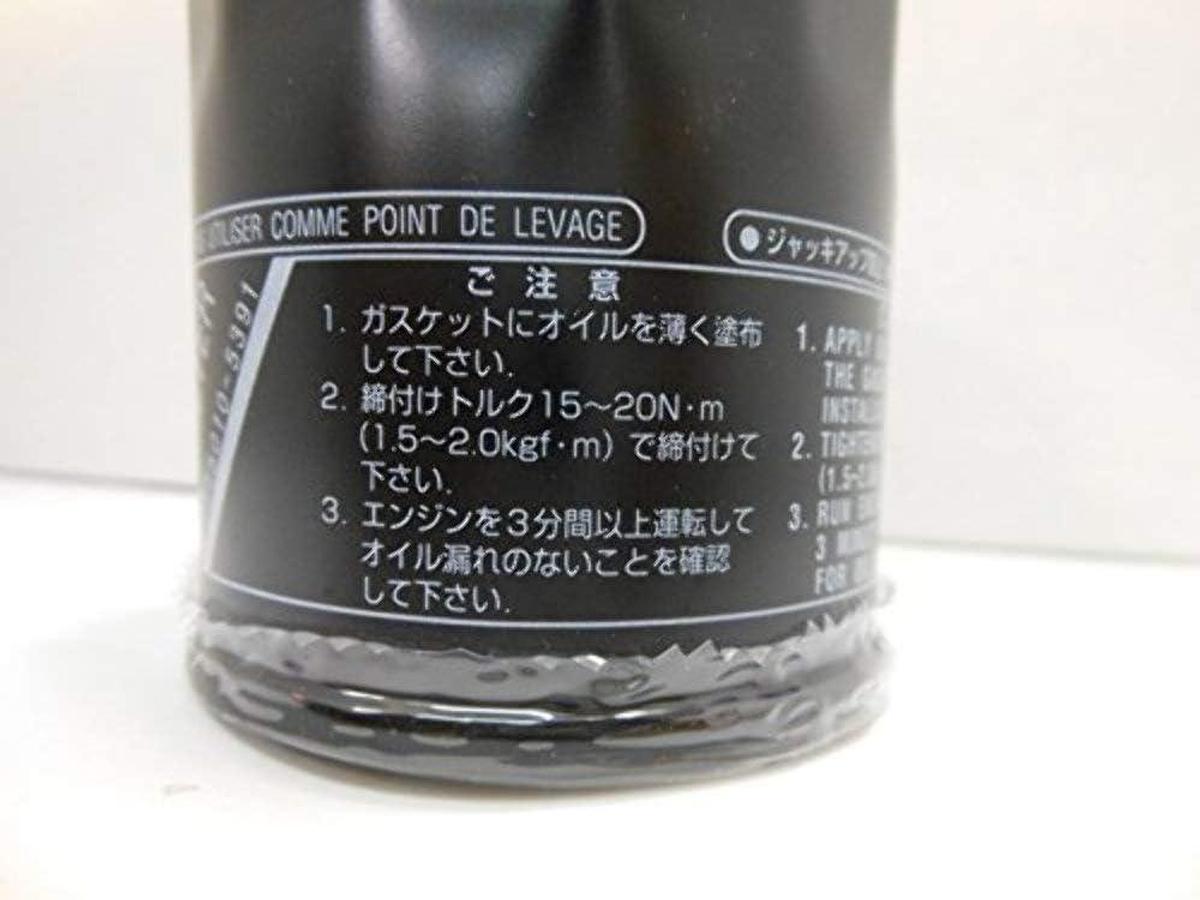 UTILISER COMME POINT DE LEVAGE
●ジャッキアップ
5391
ご注意
1. ガスケットにオイルを薄く塗布
して下さい.
2. 締付けトルク15～20N・m
(1.5～2.0kgf・m) で締付けて
下さい.
3. エンジンを3分間以上運転して
オイル漏れのないことを確認
して下さい.
1. APPLY
THE
2.
3. RUN
3
FOR